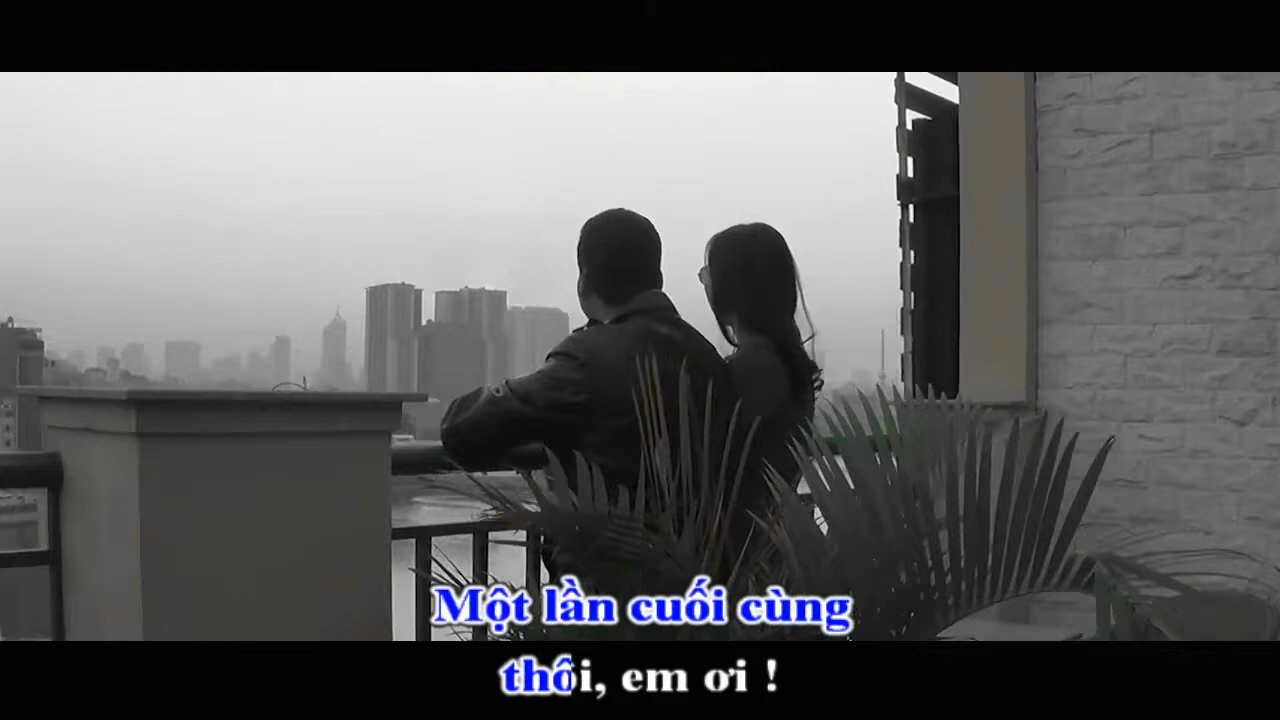 Một lần cuối cùng
thôi, em ơi !